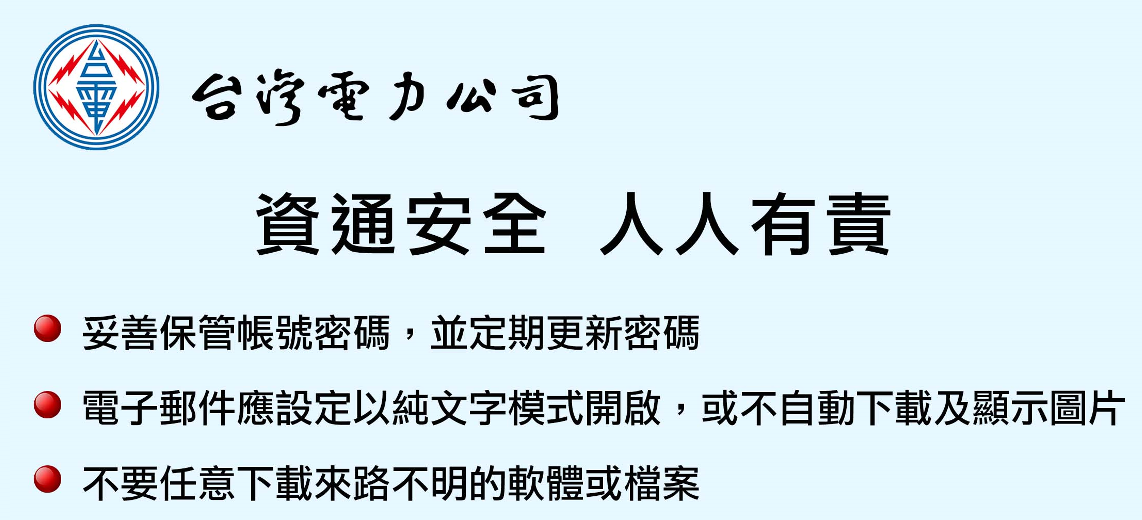 台電
台灣電力公司
資通安全 人人有責
妥善保管帳號密碼，並定期更新密碼
電子郵件應設定以純文字模式開啟，或不自動下載及顯示圖片
不要任意下載來路不明的軟體或檔案